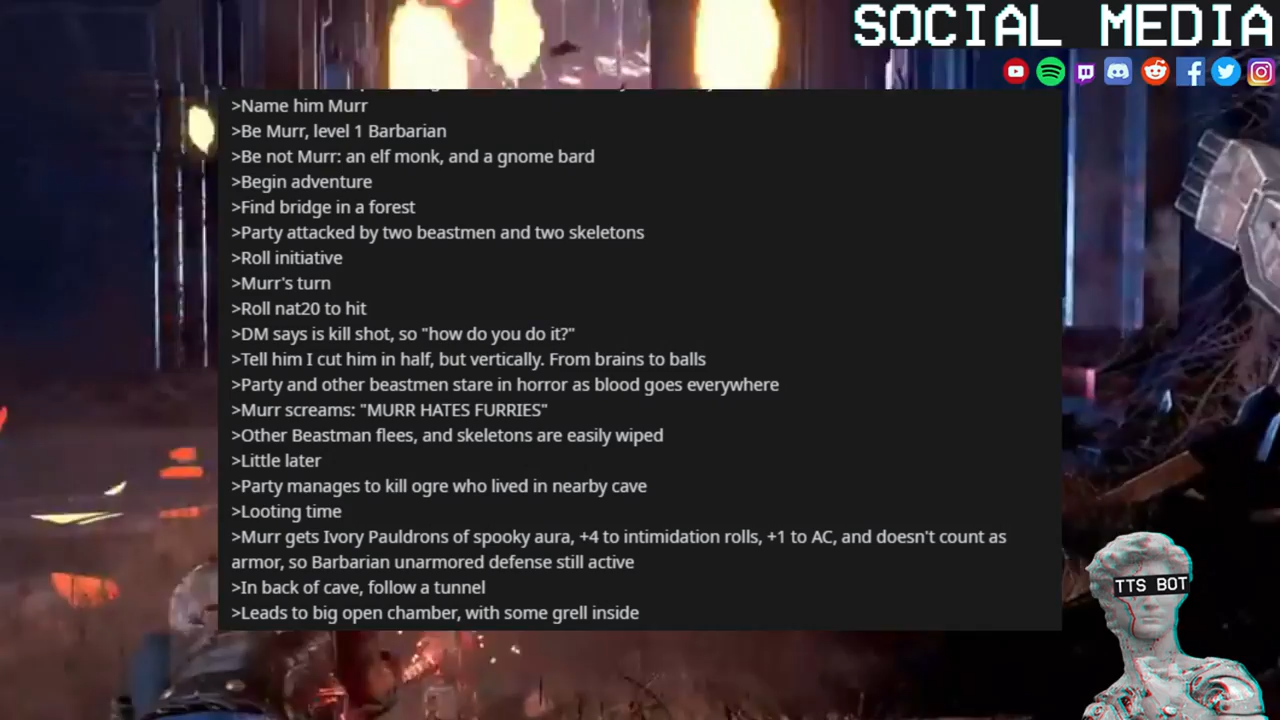 SOCIAL MEDIA
>Name him Murr
>Be Murr, level 1 Barbarian
>Be not Murr: an elf monk, and a gnome bard
>Begin adventure
>Find bridge in a forest
>Party attacked by two beastmen and two skeletons
>Roll initiative
>Murr's turn
>Roll nat20 to hit
>DM says is kill shot, so "how do you do it?"
>Tell him I cut him in half, but vertically. From brains to balls
>Party and other beastmen stare in horror as blood goes everywhere
>Murr screams: "MURR HATES FURRIES"
>Other Beastman flees, and skeletons are easily wiped
>Little later
>Party manages to kill ogre who lived in nearby cave
>Looting time
>Murr gets Ivory Pauldrons of spooky aura, +4 to intimidation rolls, +1 to AC, and doesn't count as
armor, so Barbarian unarmored defense still active
>In back of cave, follow a tunnel
>Leads to big open chamber, with some grell inside
TTS BOT